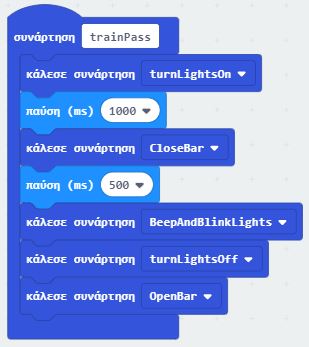 συνάρτηση trainPass
κάλεσε συνάρτηση turnLightsOn
παύση (ms) 1000
κάλεσε συνάρτηση CloseBar
παύση (ms) 500
κάλεσε συνάρτηση BeepAndBlinkLights
κάλεσε συνάρτηση turnLightsOff
κάλεσε συνάρτηση OpenBar